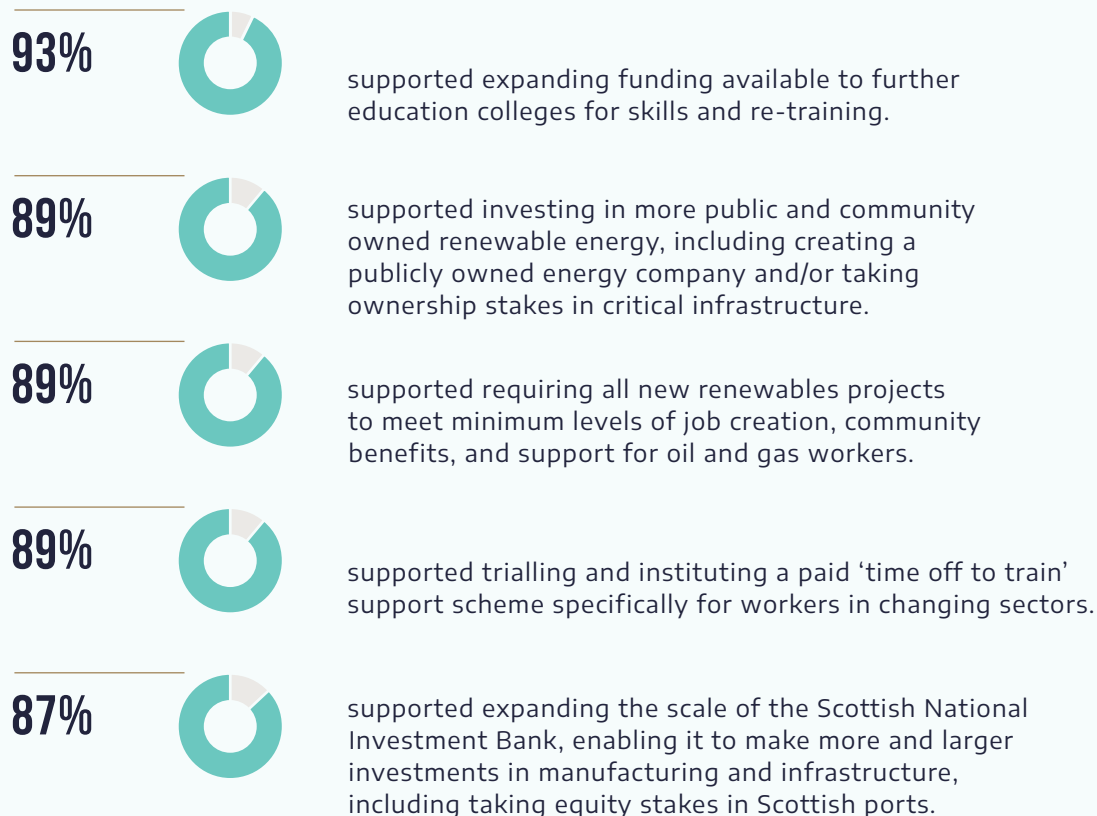 93%
supported expanding funding available to further
education colleges for skills and re-training.
89%
supported investing in more public and community
owned renewable energy, including creating a
publicly owned energy company and/or taking
ownership stakes in critical infrastructure.
89%
supported requiring all new renewables projects
to meet minimum levels of job creation, community
benefits, and support for oil and gas workers.
89%
supported trialling and instituting a paid ‘time off to train’
support scheme specifically for workers in changing sectors.
87%
supported expanding the scale of the Scottish National
Investment Bank, enabling it to make more and larger
investments in manufacturing and infrastructure,
including taking equity stakes in Scottish ports.